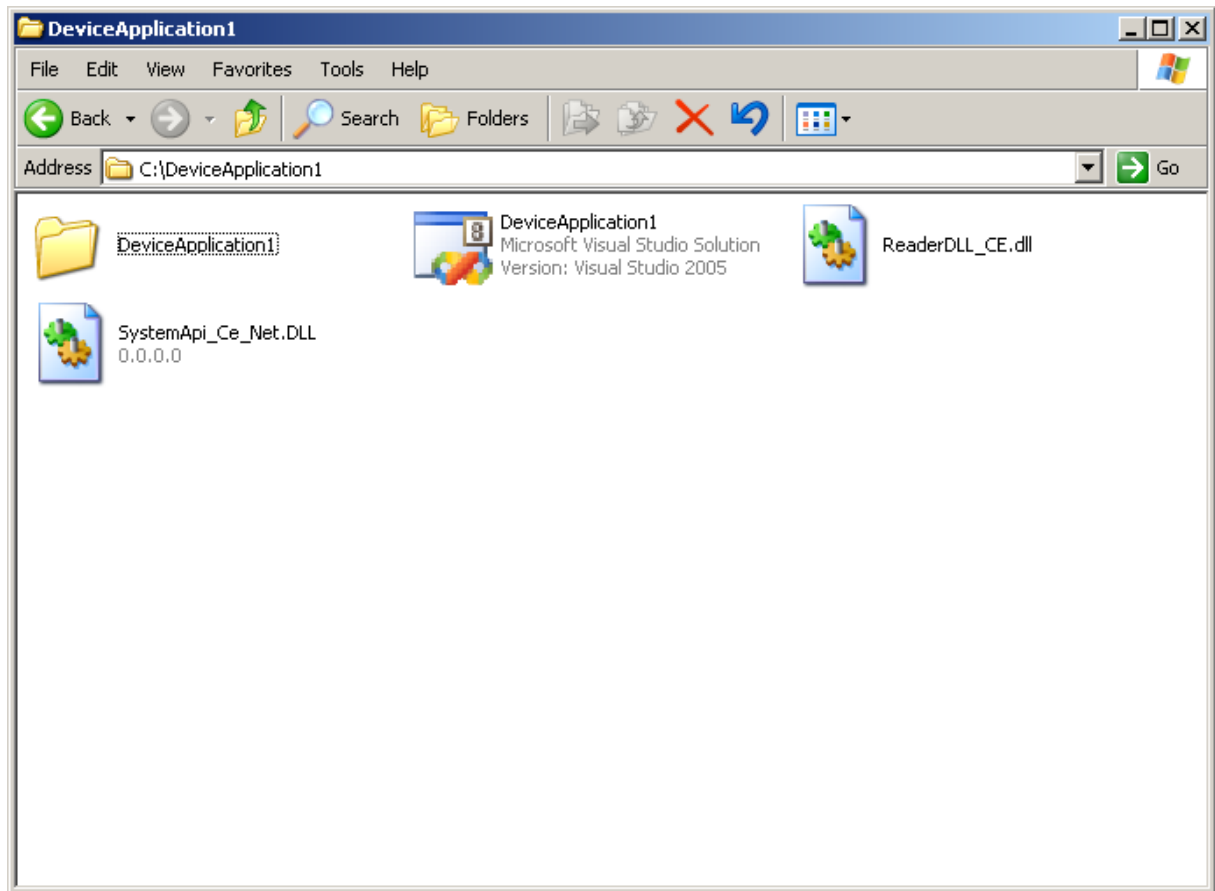 DeviceApplication1
File Edit View Favorites Tools Help
Back Search Folders
Address C:\DeviceApplication1 Go
DeviceApplication1
DeviceApplication1
Microsoft Visual Studio Solution
Version: Visual Studio 2005
8
ReaderDLL_CE.dll
SystemApi_Ce_Net.DLL
0.0.0.0